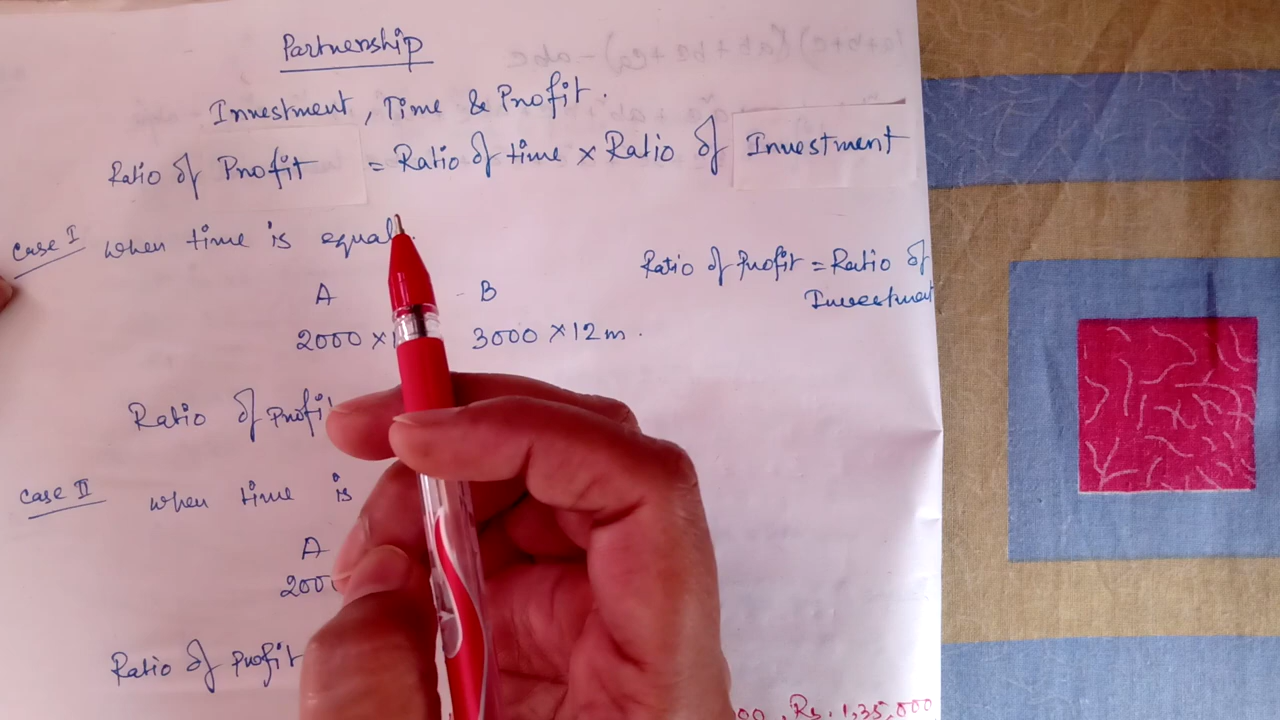 Partnership
Investment, Time & Profit.
Ratio of Profit = Ratio of time × Ratio of Investment
Case I when time is equal.
Ratio of Profit = Ratio of
Investment
A B
2000 × 3000 × 12m.
Ratio of Profit
Case II when time is
A
2000
Ratio of Profit
Rs. 1,35,000